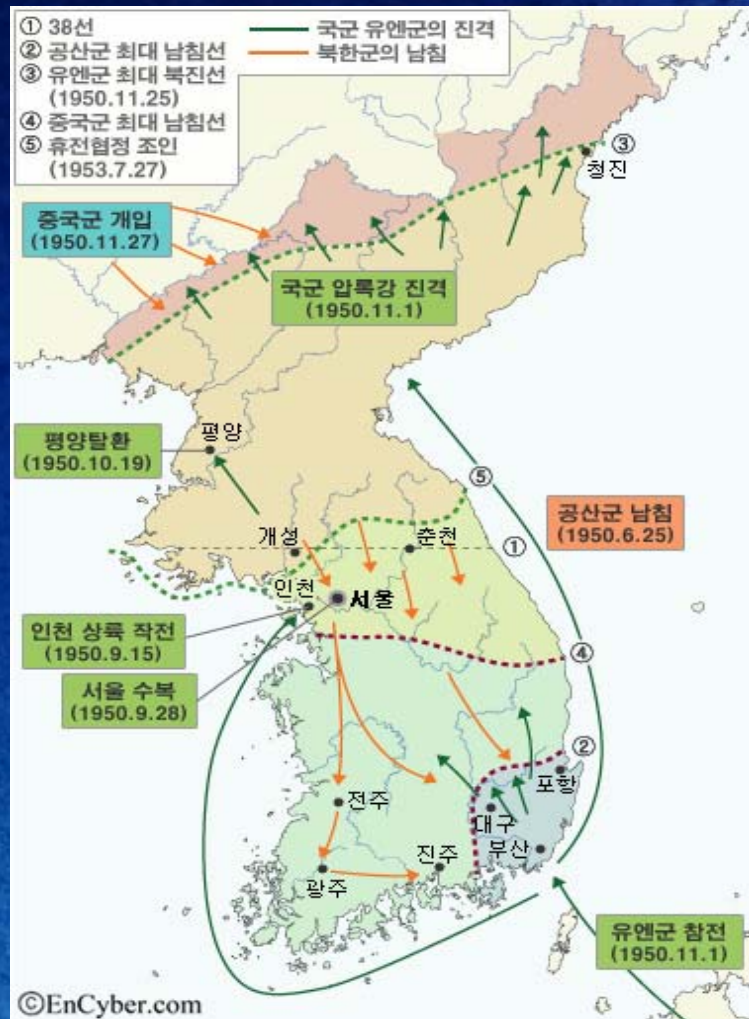 ① 38선
② 공산군 최대 남침선
③ 유엔군 최대 북진선
(1950.11.25)
④ 중국군 최대 남침선
⑤ 휴전협정 조인
(1953.7.27)
국군 유엔군의 진격
북한군의 남침
③
청진
중국군 개입
(1950.11.27)
국군 압록강 진격
(1950.11.1)
평양탈환
(1950.10.19)
평양
⑤
공산군 남침
(1950.6.25)
개성
춘천
①
인천
서울
인천 상륙 작전
(1950.9.15)
④
서울 수복
(1950.9.28)
②
포항
전주
대구
부산
진주
광주
유엔군 참전
(1950.11.1)
©EnCyber.com